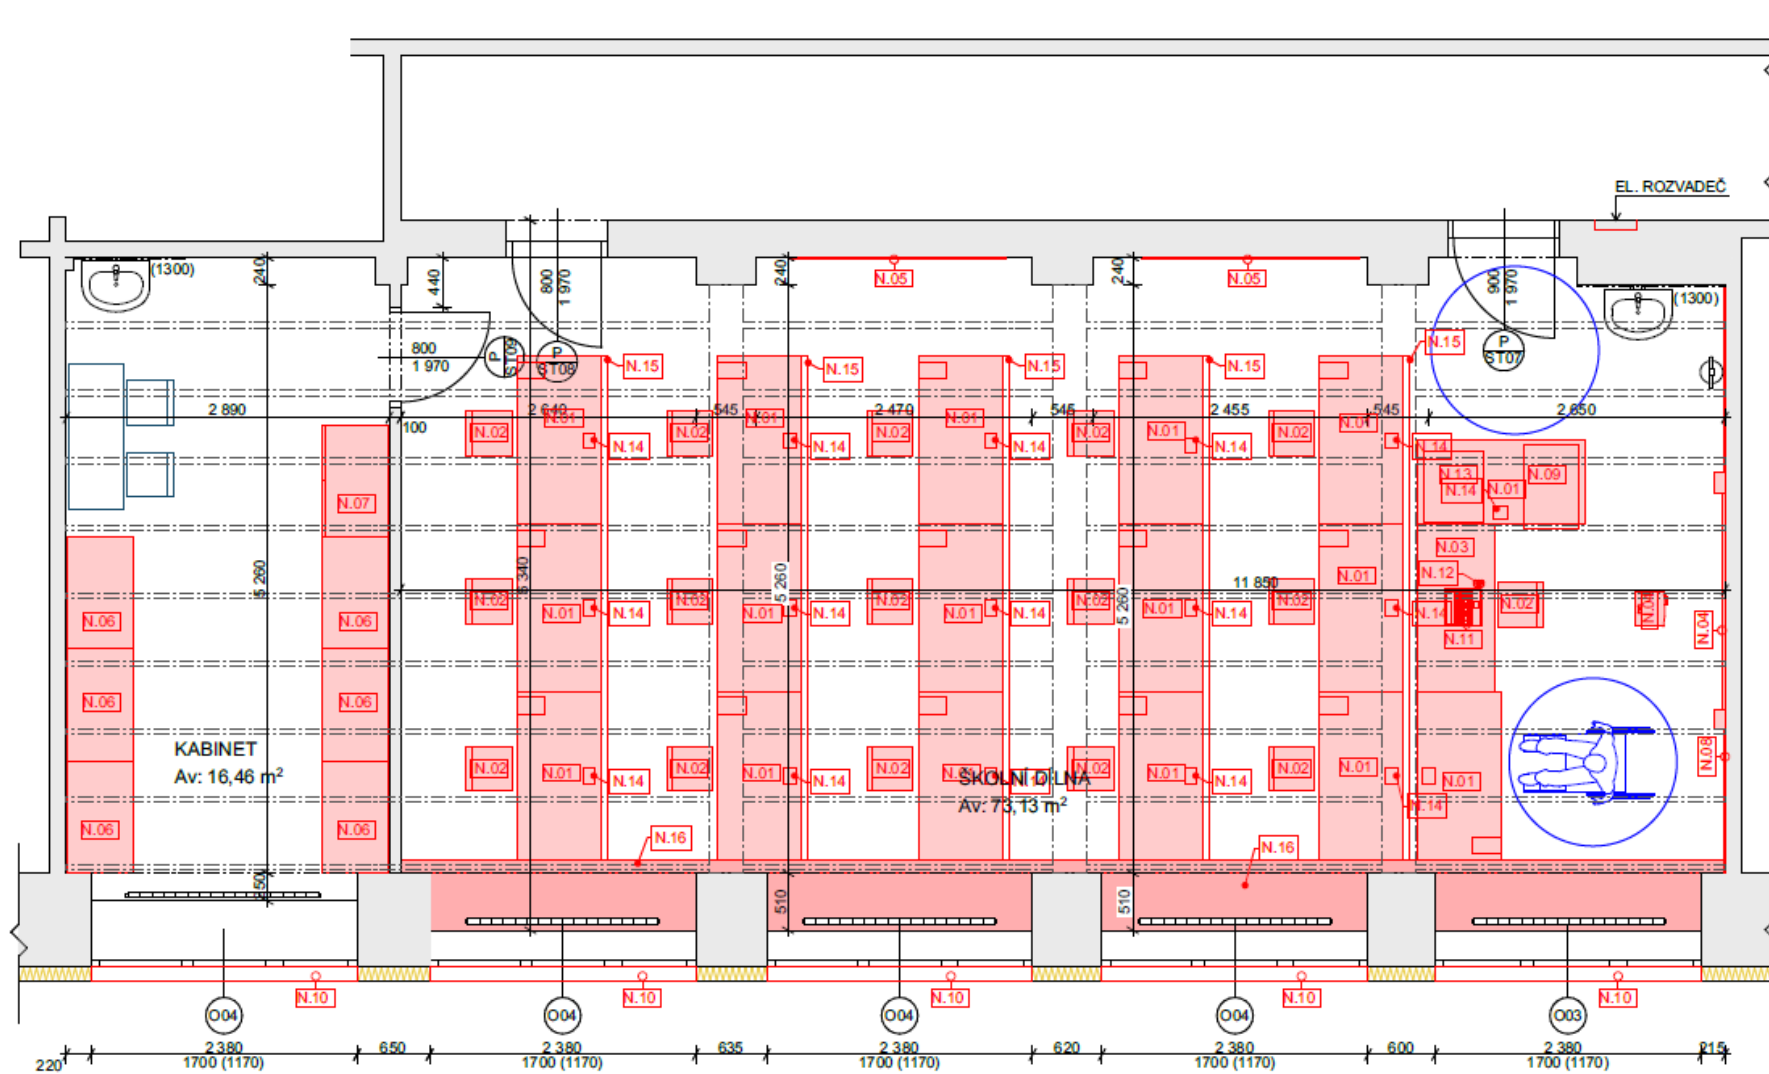 EL. ROZVADEČ
(1300)
240
440
800
1 970
240
N.05
240
N.05
900
1 970
(1300)
800
1 970
P
ST09
P
ST08
N.15
N.15
N.15
N.15
N.15
P
ST07
2 890
100
2 640
545
2 470
545
2 455
545
2 650
N.02
N.01
N.14
N.02
N.01
N.14
N.02
N.01
N.14
N.02
N.01
N.14
N.02
N.01
N.14
N.07
N.13
N.14
N.01
N.09
N.03
N.12
5 260
5 340
5 260
5 260
11 850
N.06
N.06
N.02
N.01
N.14
N.02
N.01
N.14
N.02
N.01
N.14
N.02
N.01
N.14
N.02
N.01
N.14
N.11
N.02
N.04
N.06
N.06
KABINET
Av: 16,46 m²
N.02
N.01
N.14
N.02
N.01
N.14
N.02
ŠKOLNÍ DÍLNA
Av: 73,13 m²
N.02
N.01
N.14
N.02
N.01
N.14
N.01
N.08
N.06
N.06
N.16
N.16
250
510
510
N.10
N.10
N.10
N.10
N.10
O04
O04
O04
O04
O03
220
2 380
1700 (1170)
650
2 380
1700 (1170)
635
2 380
1700 (1170)
620
2 380
1700 (1170)
600
2 380
1700 (1170)
215